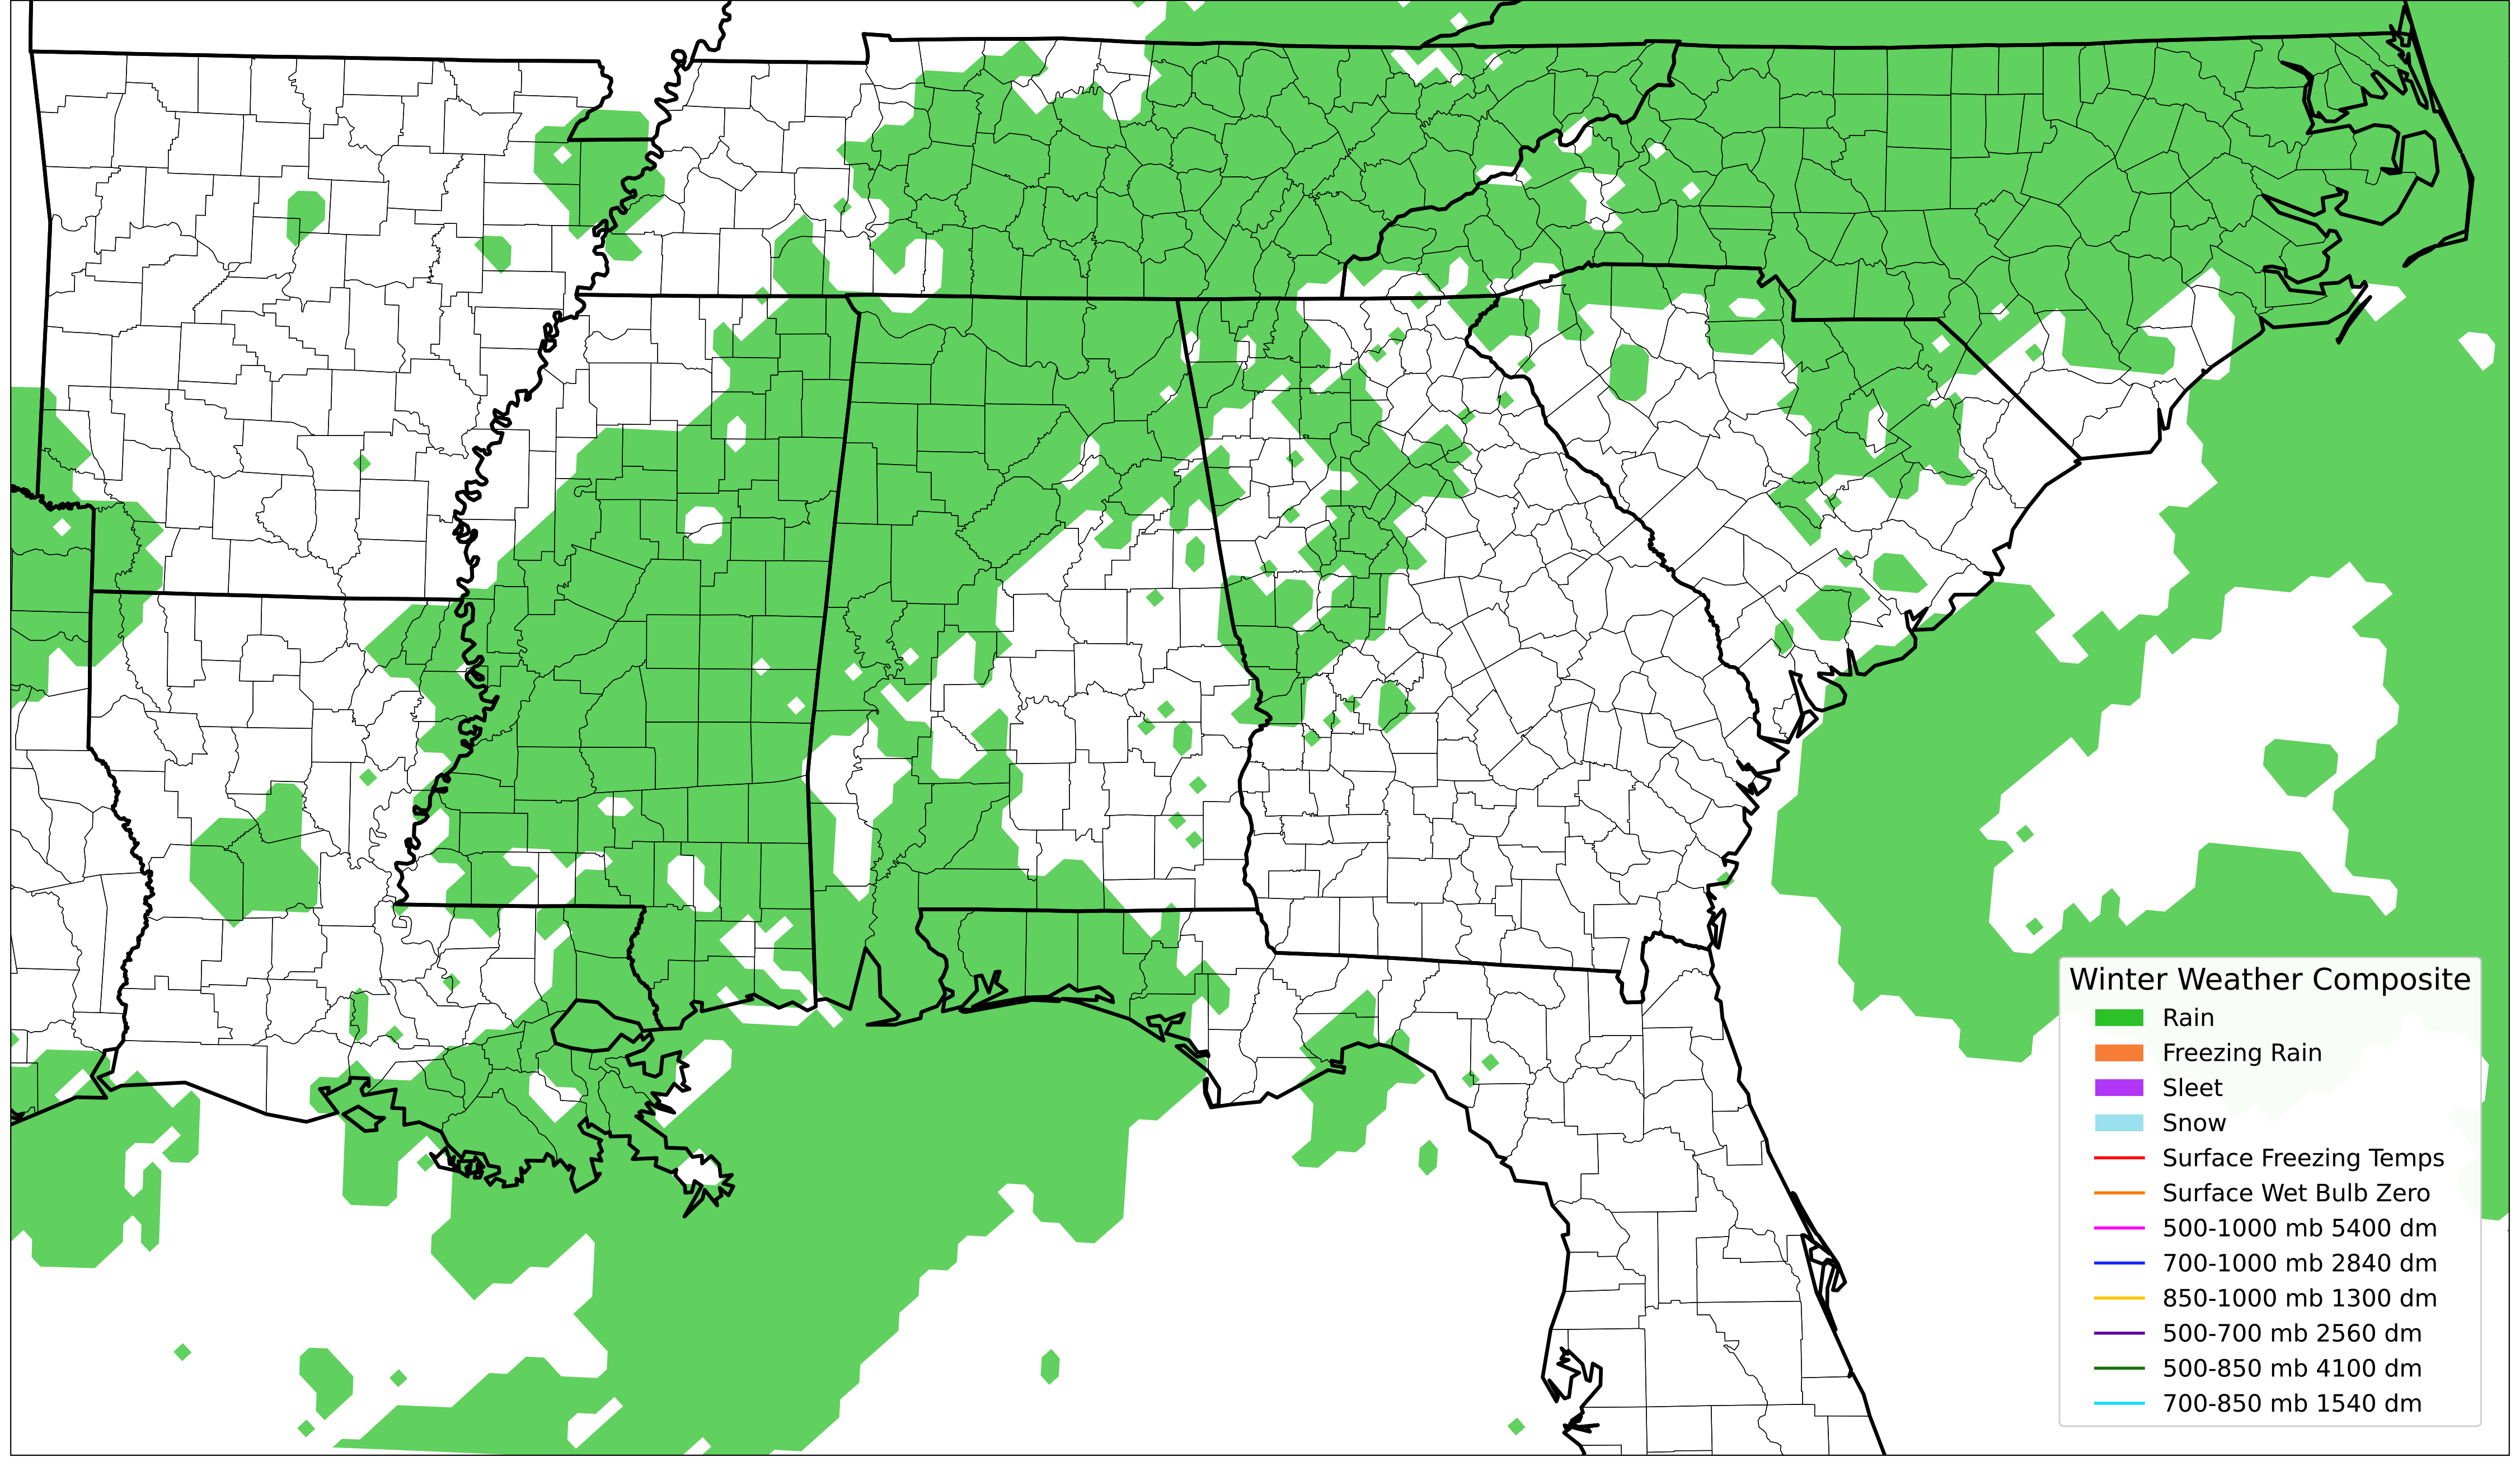 Winter Weather Composite
Rain
Freezing Rain
Sleet
Snow
Surface Freezing Temps
Surface Wet Bulb Zero
500-1000 mb 5400 dm
700-1000 mb 2840 dm
850-1000 mb 1300 dm
500-700 mb 2560 dm
500-850 mb 4100 dm
700-850 mb 1540 dm